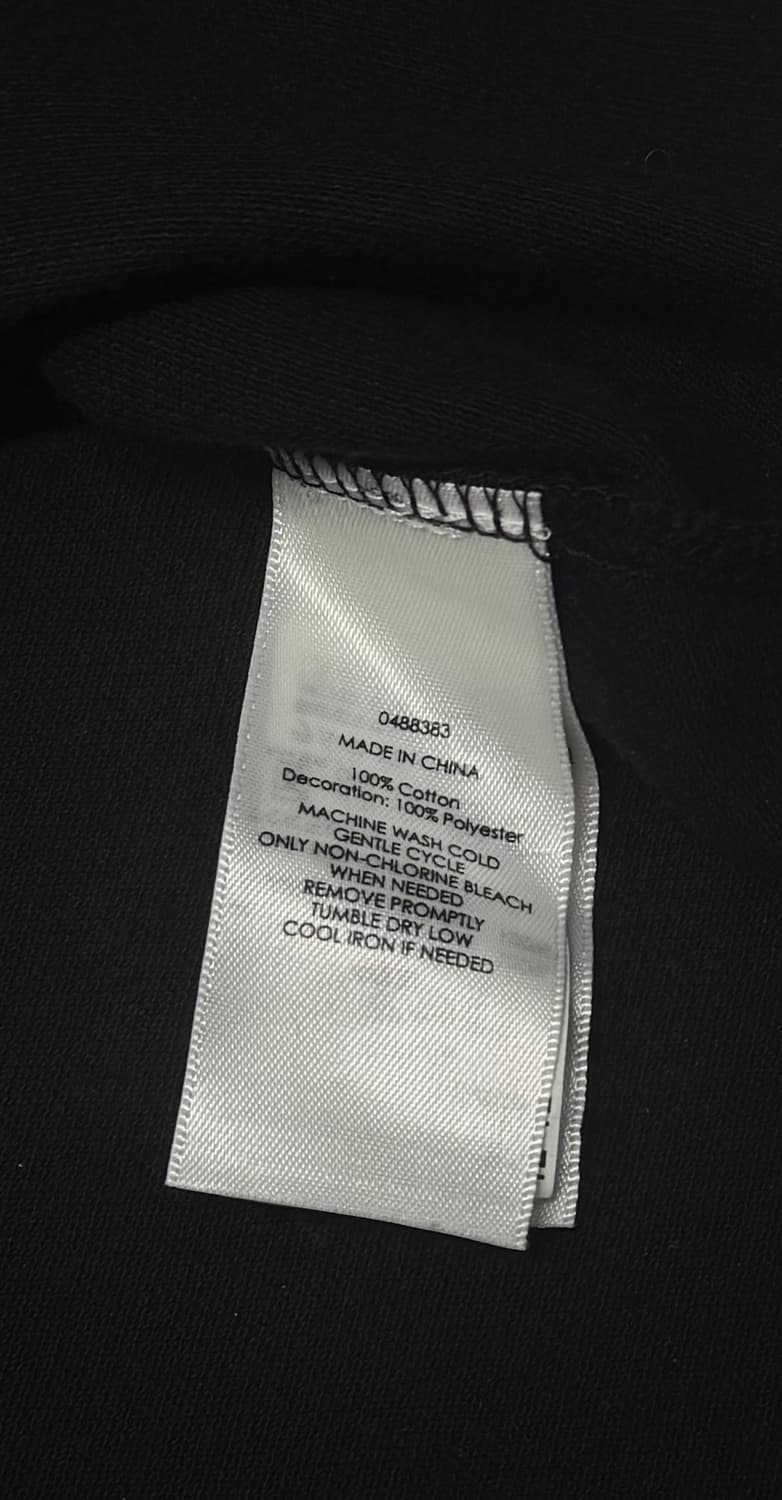 0488383
MADE IN CHINA
100% Cotton
Decoration: 100% Polyester
MACHINE WASH COLD
GENTLE CYCLE
ONLY NON-CHLORINE BLEACH
WHEN NEEDED
REMOVE PROMPTLY
TUMBLE DRY LOW
COOL IRON IF NEEDED